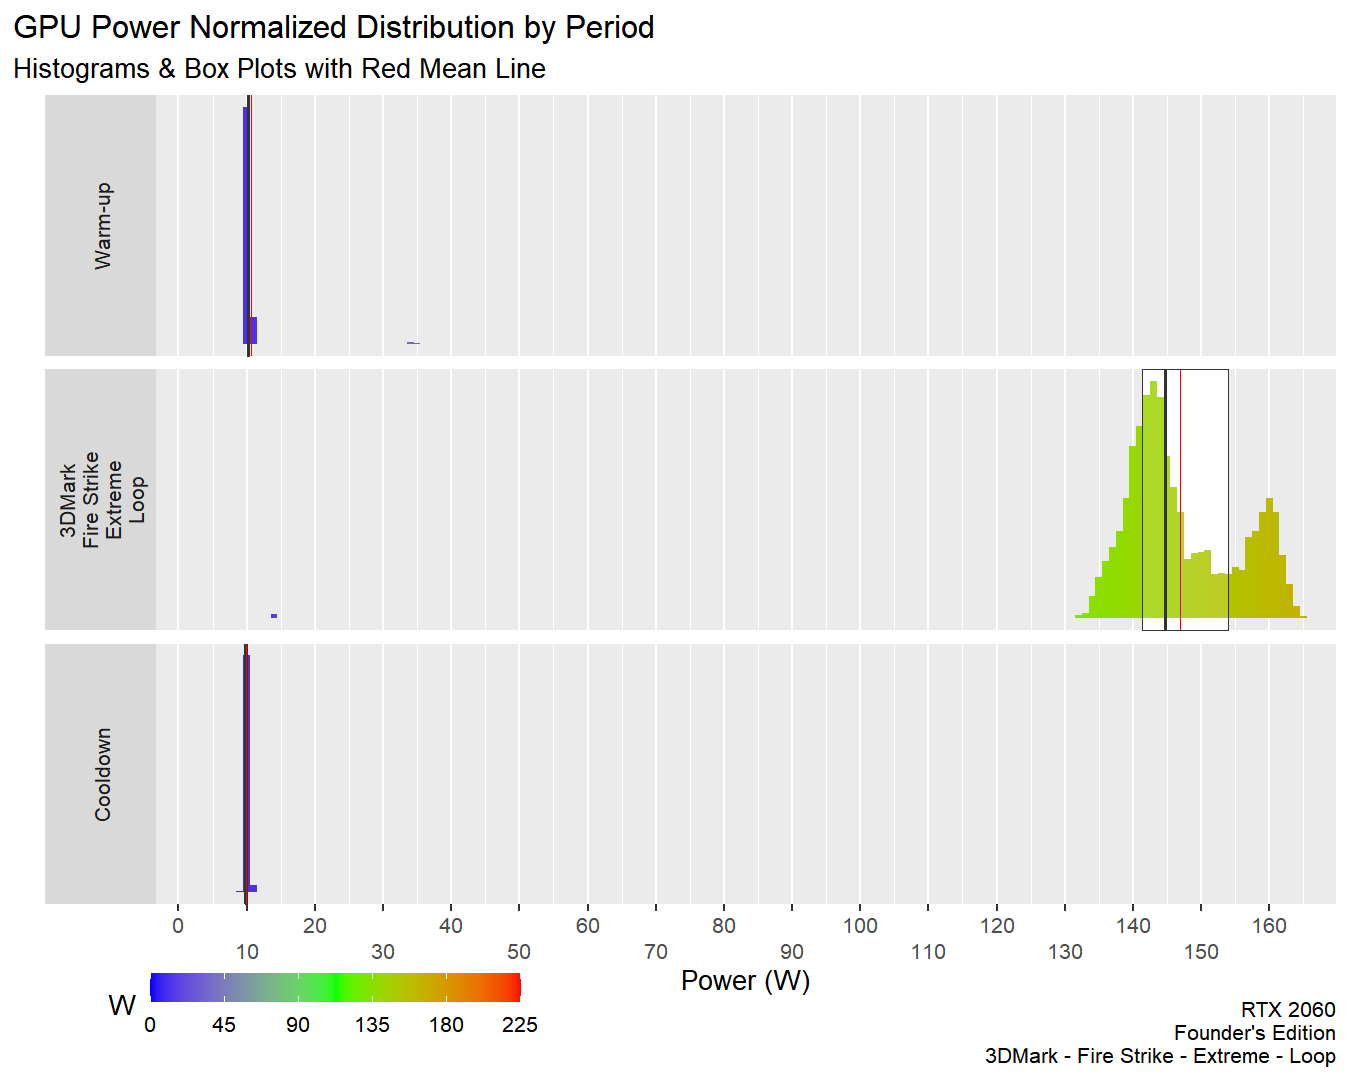 GPU Power Normalized Distribution by Period
Histograms & Box Plots with Red Mean Line
Warm-up
3DMark
Fire Strike
Extreme
Loop
Cooldown
0 20 40 60 80 100 120 140 160
10 30 50 70 90 110 130 150
Power (W)
W
0 45 90 135 180 225
RTX 2060
Founder's Edition
3DMark - Fire Strike - Extreme - Loop